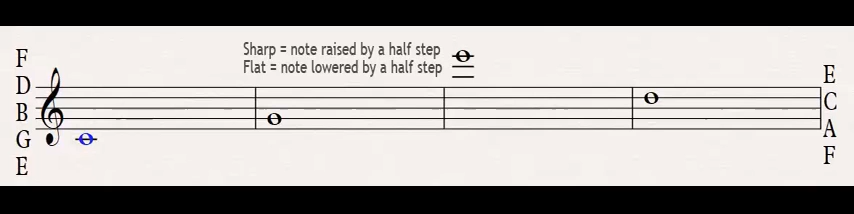 Sharp = note raised by a half step
Flat = note lowered by a half step
F
D
B
G
E
E
C
A
F